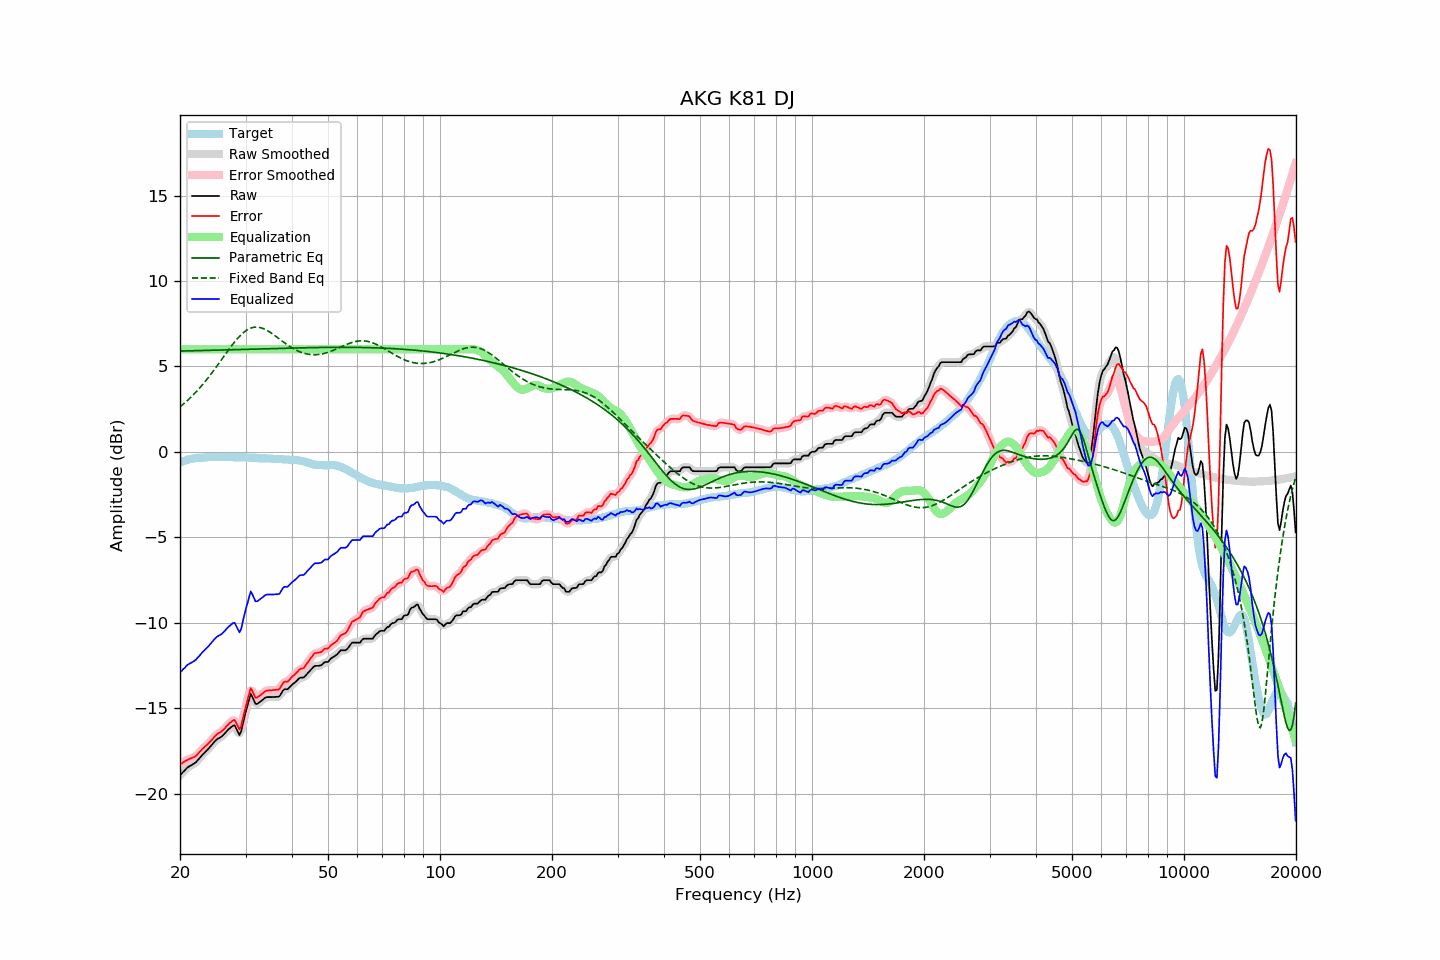 AKG K81 DJ
Target
Raw Smoothed
Error Smoothed
Raw
Error
Equalization
Parametric Eq
Fixed Band Eq
Equalized
Amplitude (dBr)
15
10
5
0
−5
−10
−15
−20
20
50
100
200
500
1000
2000
5000
10000
20000
Frequency (Hz)